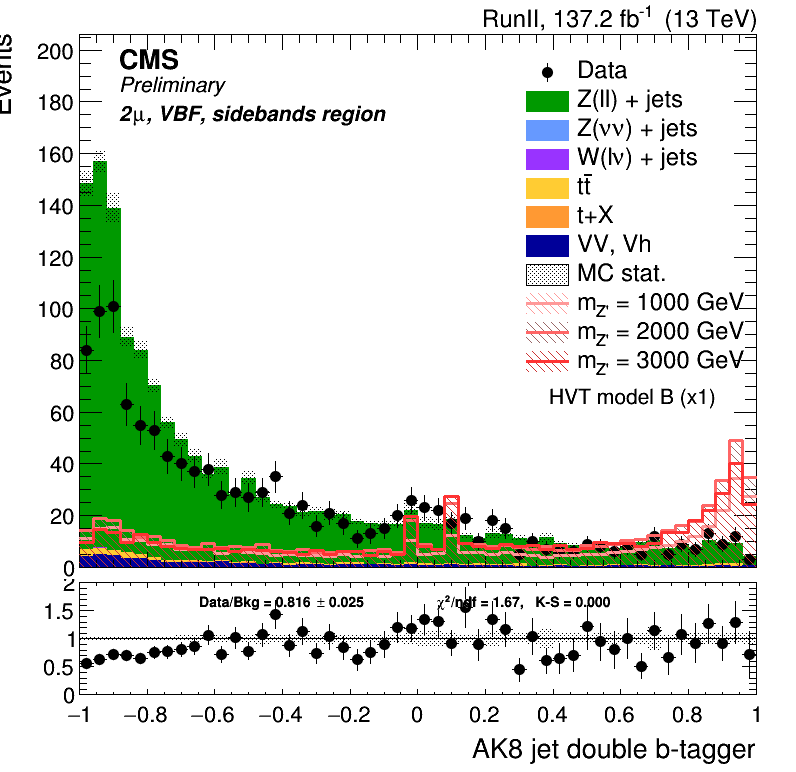 RunII, 137.2 fb⁻¹ (13 TeV)
Events
CMS
Preliminary
2μ, VBF, sidebands region
Data
Z(ll) + jets
Z(νν) + jets
W(lν) + jets
tt̄
t+X
VV, Vh
MC stat.
m_Z' = 1000 GeV
m_Z' = 2000 GeV
m_Z' = 3000 GeV
HVT model B (x1)
200
180
160
140
120
100
80
60
40
20
0
Data/Bkg = 0.816 ± 0.025
χ²/ndf = 1.67, K-S = 0.000
2
1.5
1
0.5
0
−1 −0.8 −0.6 −0.4 −0.2 0 0.2 0.4 0.6 0.8 1
AK8 jet double b-tagger